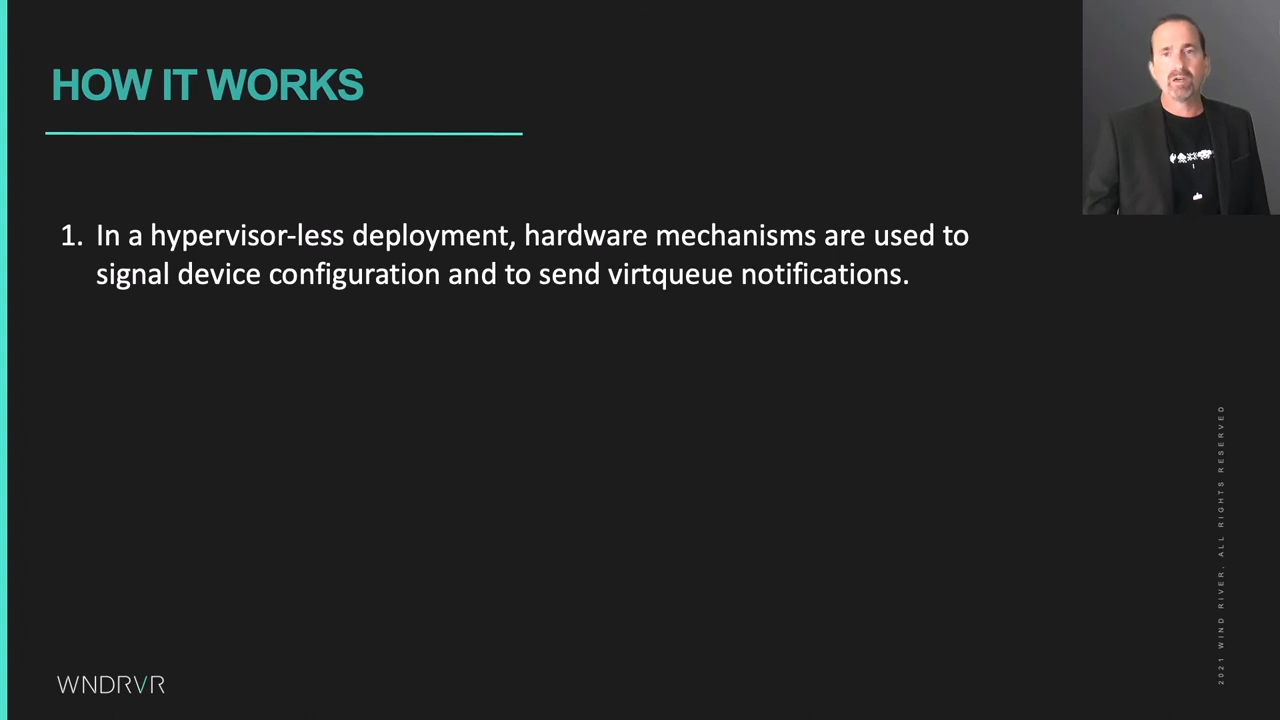 HOW IT WORKS
1. In a hypervisor-less deployment, hardware mechanisms are used to
signal device configuration and to send virtqueue notifications.
2021 WIND RIVER, ALL RIGHTS RESERVED
WNDRVR